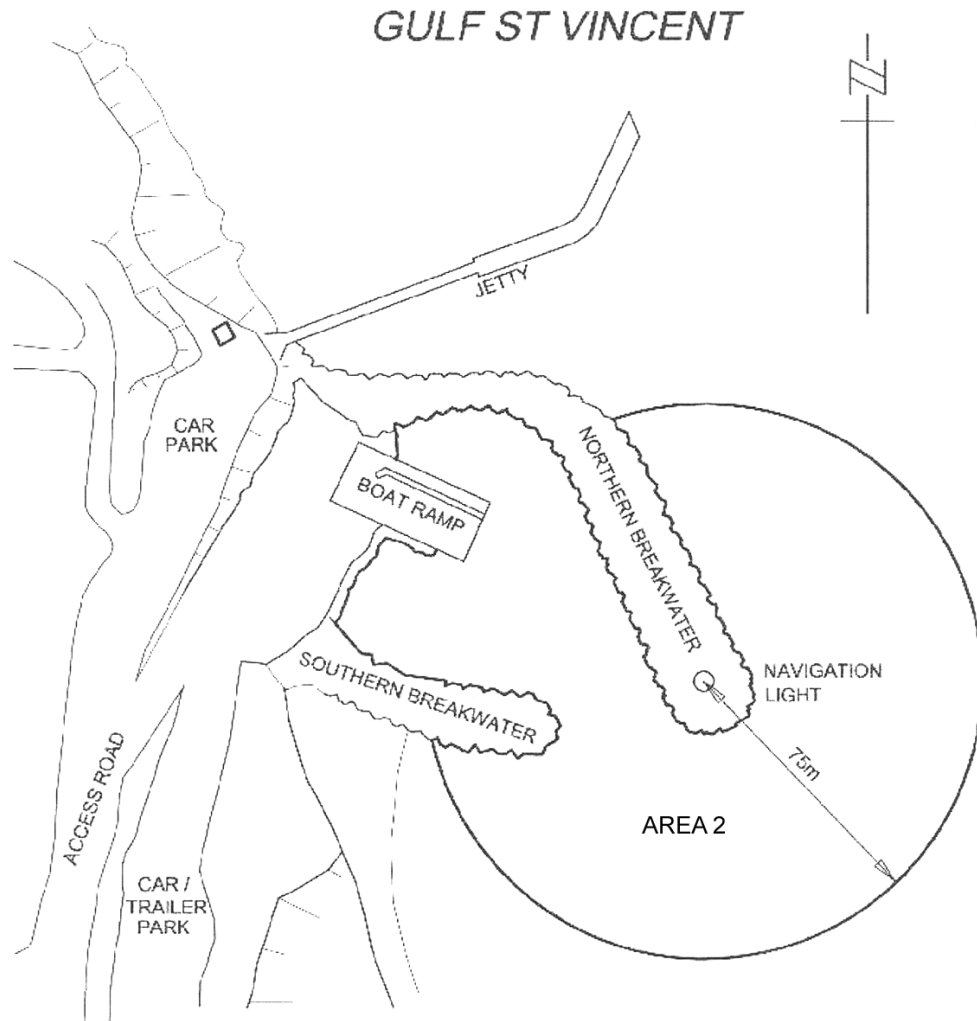 GULF ST VINCENT
N
JETTY
CAR
PARK
BOAT RAMP
NORTHERN BREAKWATER
SOUTHERN BREAKWATER
NAVIGATION
LIGHT
75m
AREA 2
ACCESS ROAD
CAR /
TRAILER
PARK